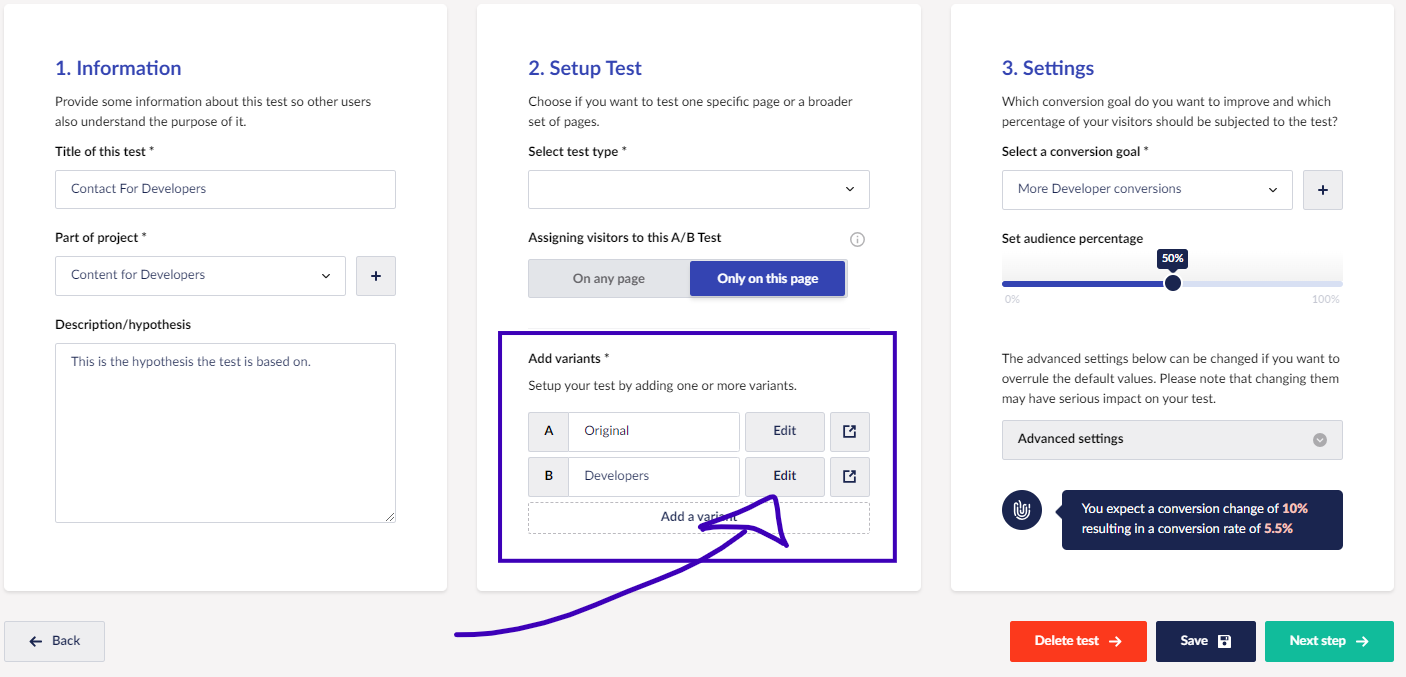 1. Information
Provide some information about this test so other users
also understand the purpose of it.
Title of this test *
Contact For Developers
Part of project *
Content for Developers
+
Description/hypothesis
This is the hypothesis the test is based on.
2. Setup Test
Choose if you want to test one specific page or a broader
set of pages.
Select test type *
Assigning visitors to this A/B Test
On any page
Only on this page
Add variants *
Setup your test by adding one or more variants.
A Original Edit
B Developers Edit
Add a variant
3. Settings
Which conversion goal do you want to improve and which
percentage of your visitors should be subjected to the test?
Select a conversion goal *
More Developer conversions
+
Set audience percentage
50%
0% 100%
The advanced settings below can be changed if you want to
overrule the default values. Please note that changing them
may have serious impact on your test.
Advanced settings
You expect a conversion change of 10%
resulting in a conversion rate of 5.5%
Back
Delete test
Save
Next step